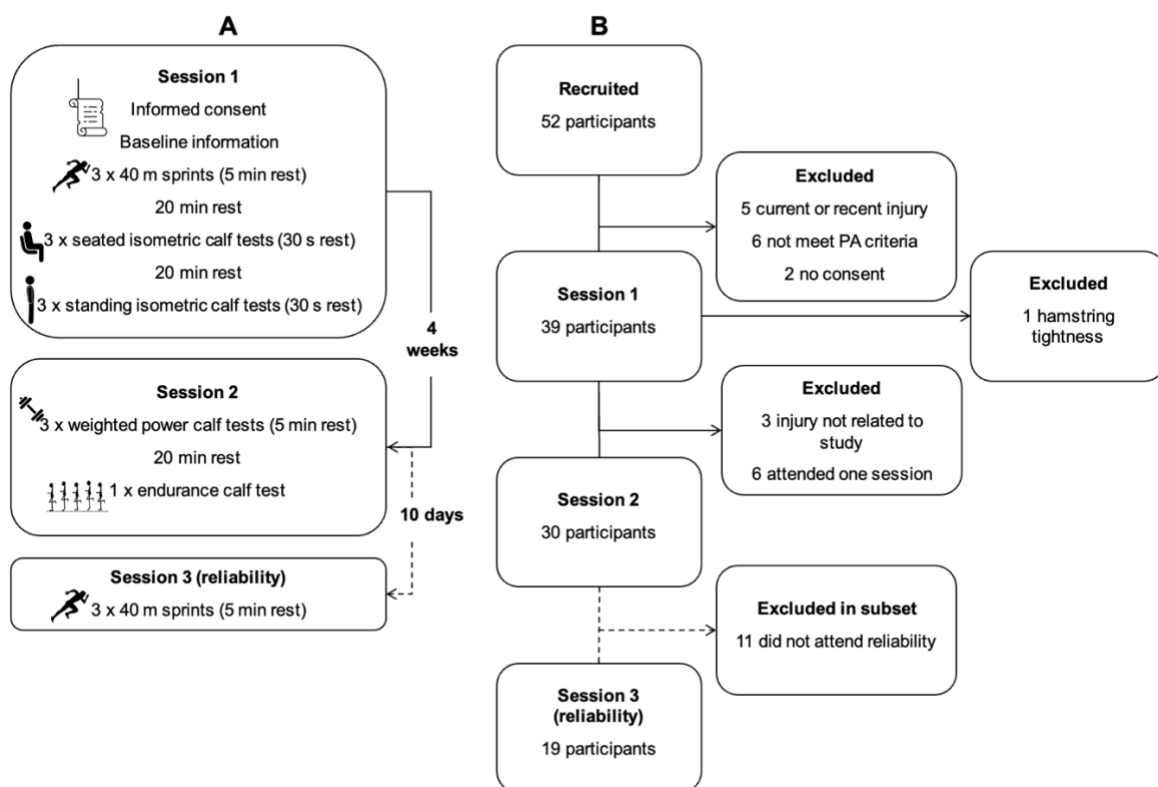 A
Session 1
Informed consent
Baseline information
3 x 40 m sprints (5 min rest)
20 min rest
3 x seated isometric calf tests (30 s rest)
20 min rest
3 x standing isometric calf tests (30 s rest)
4
weeks
Session 2
3 x weighted power calf tests (5 min rest)
20 min rest
1 x endurance calf test
10 days
Session 3 (reliability)
3 x 40 m sprints (5 min rest)
B
Recruited
52 participants
Excluded
5 current or recent injury
6 not meet PA criteria
2 no consent
Session 1
39 participants
Excluded
1 hamstring
tightness
Excluded
3 injury not related to
study
6 attended one session
Session 2
30 participants
Excluded in subset
11 did not attend reliability
Session 3
(reliability)
19 participants